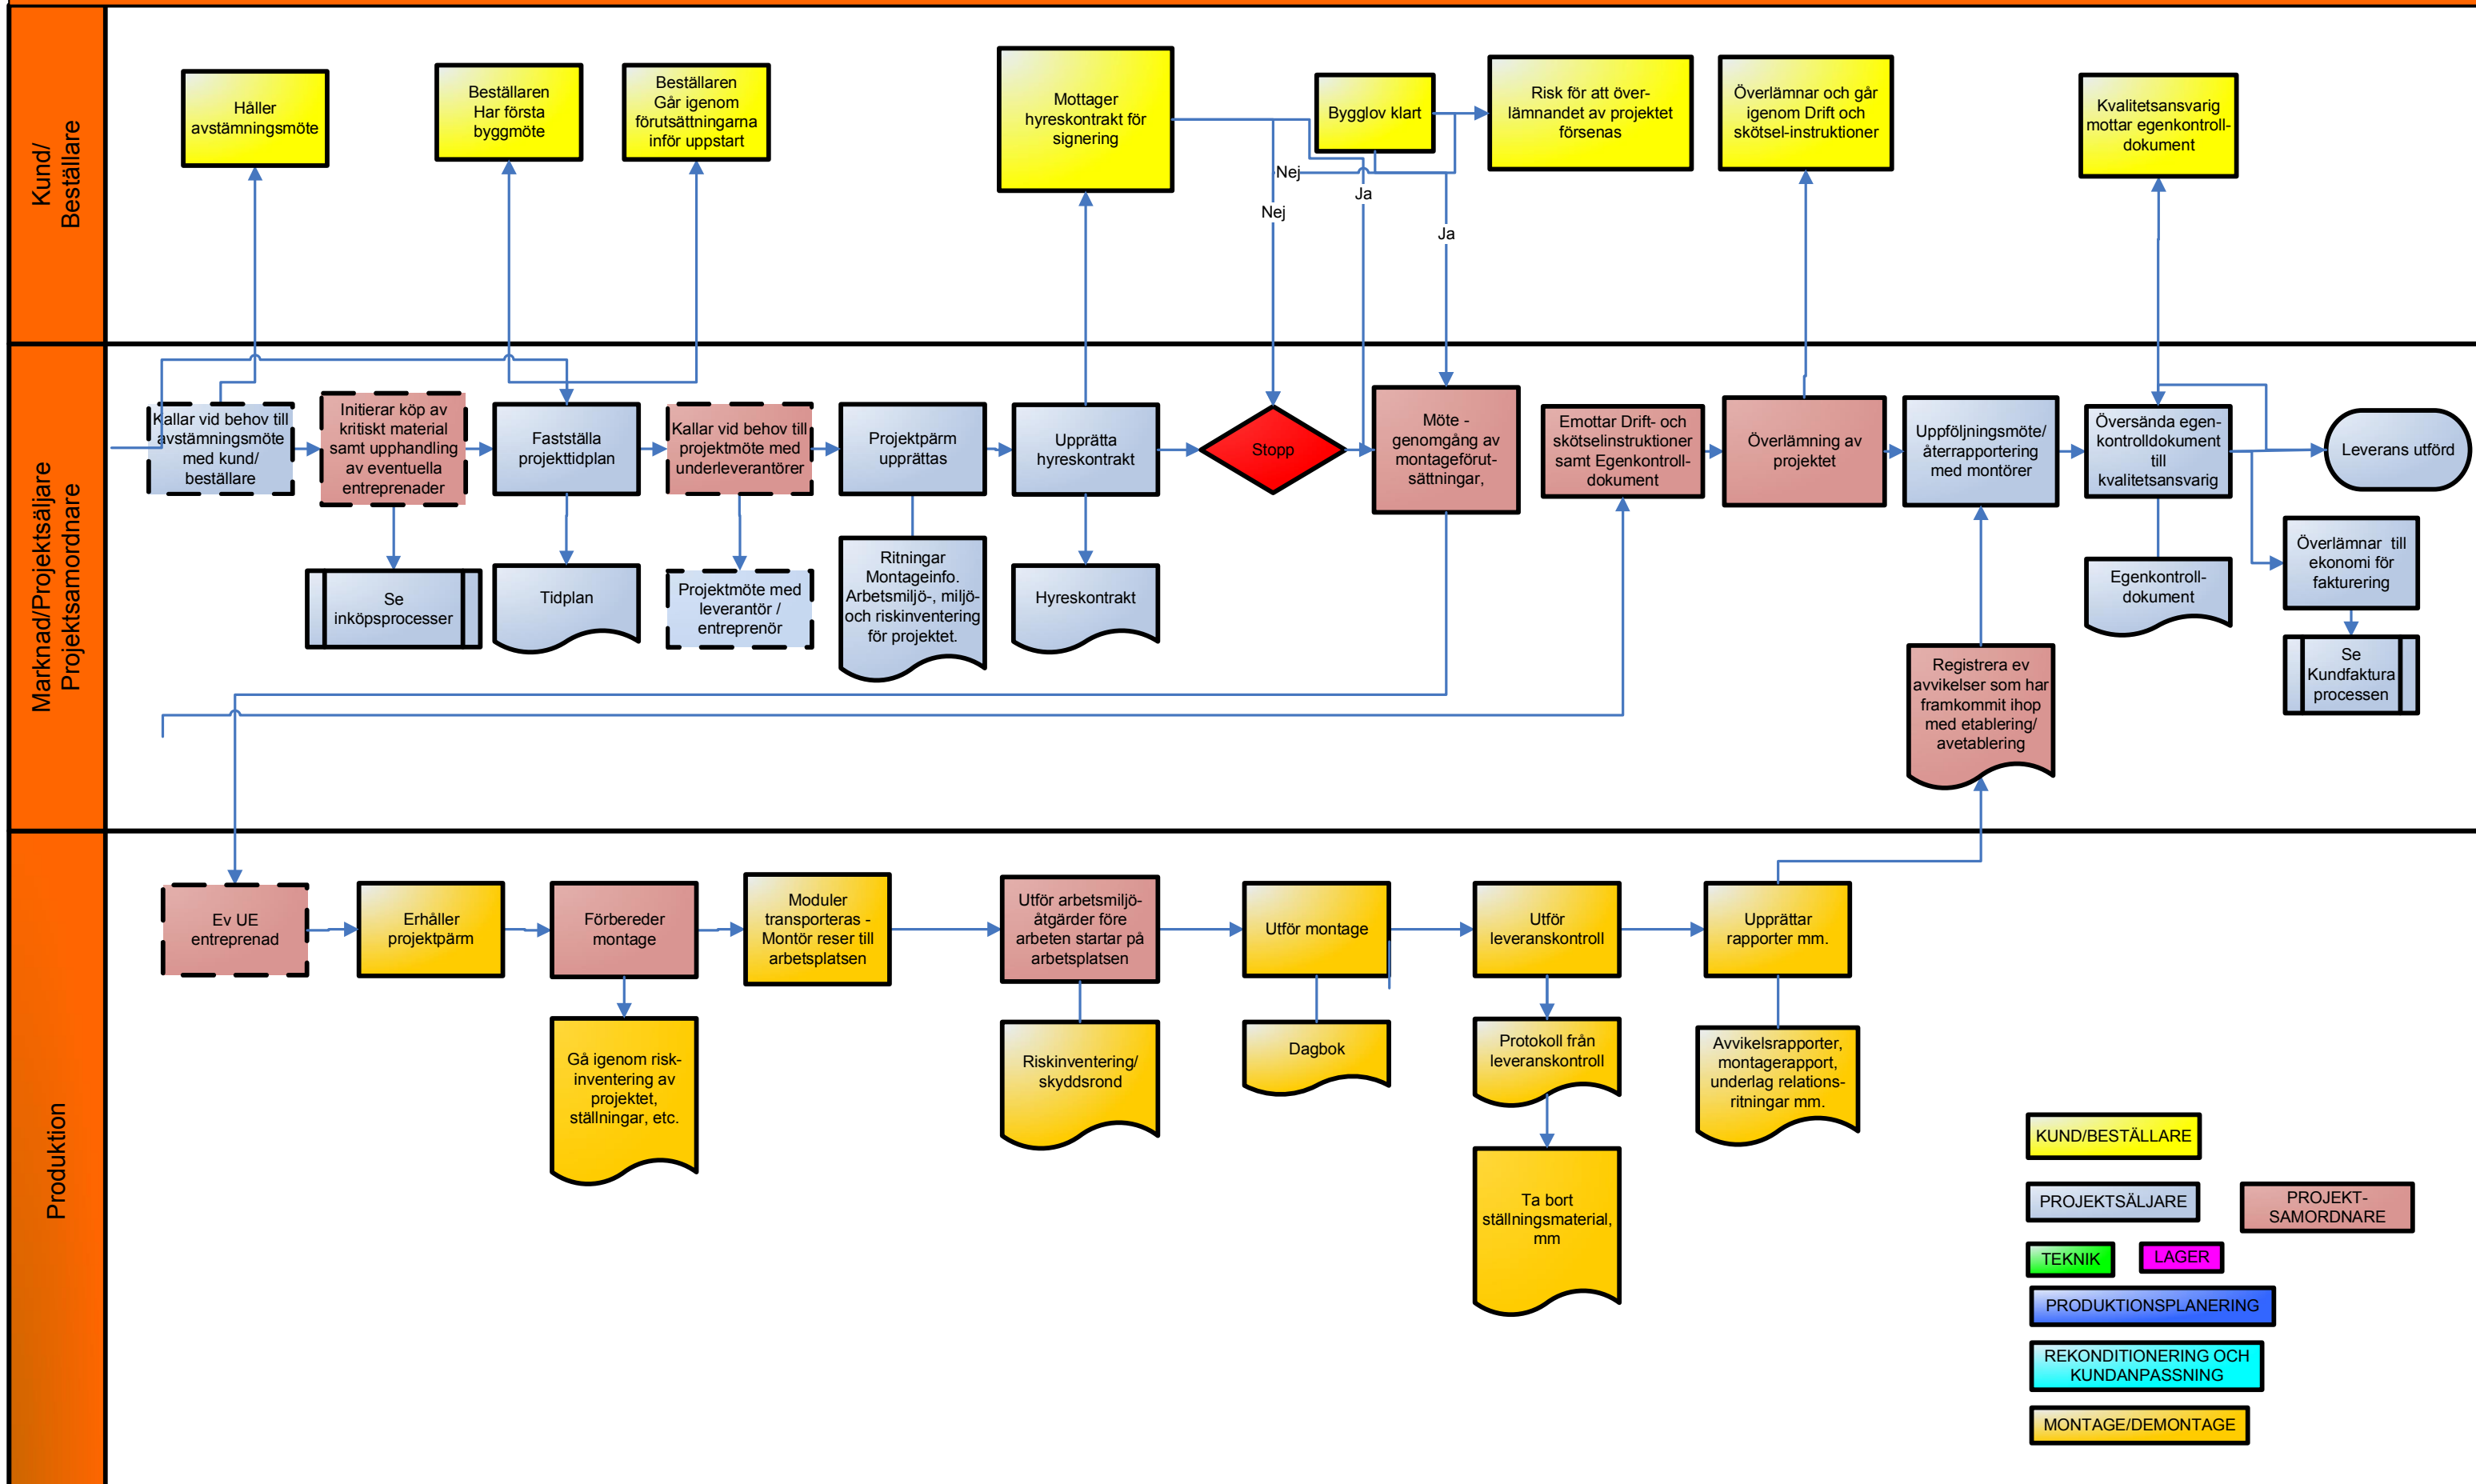 Kund/
Beställare
Håller
avstämningsmöte
Beställaren
Har första
byggmöte
Beställaren
Går igenom
förutsättningarna
inför uppstart
Mottager
hyreskontrakt för
signering
Bygglov klart
Risk för att över-
lämnandet av projektet
försenas
Överlämnar och går
igenom Drift och
skötsel-instruktioner
Kvalitetsansvarig
mottar egenkontroll-
dokument
Nej
Nej
Ja
Ja
Marknad/Projektsäljare
Projektsamordnare
Kallar vid behov till
avstämningsmöte
med kund/
beställare
Initierar köp av
kritiskt material
samt upphandling
av eventuella
entreprenader
Fastställa
projekttidplan
Kallar vid behov till
projektmöte med
underleverantörer
Projektpärm
upprättas
Upprätta
hyreskontrakt
Stopp
Möte -
genomgång av
montageförut-
sättningar,
Emottar Drift- och
skötselinstruktioner
samt Egenkontroll-
dokument
Överlämning av
projektet
Uppföljningsmöte/
återrapportering
med montörer
Översända egen-
kontrolldokument
till
kvalitetsansvarig
Leverans utförd
Se
inköpsprocesser
Tidplan
Projektmöte med
leverantör /
entreprenör
Ritningar
Montageinfo.
Arbetsmiljö-, miljö-
och riskinventering
för projektet.
Hyreskontrakt
Egenkontroll-
dokument
Överlämnar till
ekonomi för
fakturering
Se
Kundfaktura
processen
Registrera ev
avvikelser som har
framkommit ihop
med etablering/
avetablering
Produktion
Ev UE
entreprenad
Erhåller
projektpärm
Förbereder
montage
Moduler
transporteras -
Montör reser till
arbetsplatsen
Utför arbetsmiljö-
åtgärder före
arbeten startar på
arbetsplatsen
Utför montage
Utför
leveranskontroll
Upprättar
rapporter mm.
Gå igenom risk-
inventering av
projektet,
ställningar, etc.
Riskinventering/
skyddsrond
Dagbok
Protokoll från
leveranskontroll
Avvikelsrapporter,
montagerapport,
underlag relations-
ritningar mm.
Ta bort
ställningsmaterial,
mm
KUND/BESTÄLLARE
PROJEKTSÄLJARE
PROJEKT-
SAMORDNARE
TEKNIK
LAGER
PRODUKTIONSPLANERING
REKONDITIONERING OCH
KUNDANPASSNING
MONTAGE/DEMONTAGE